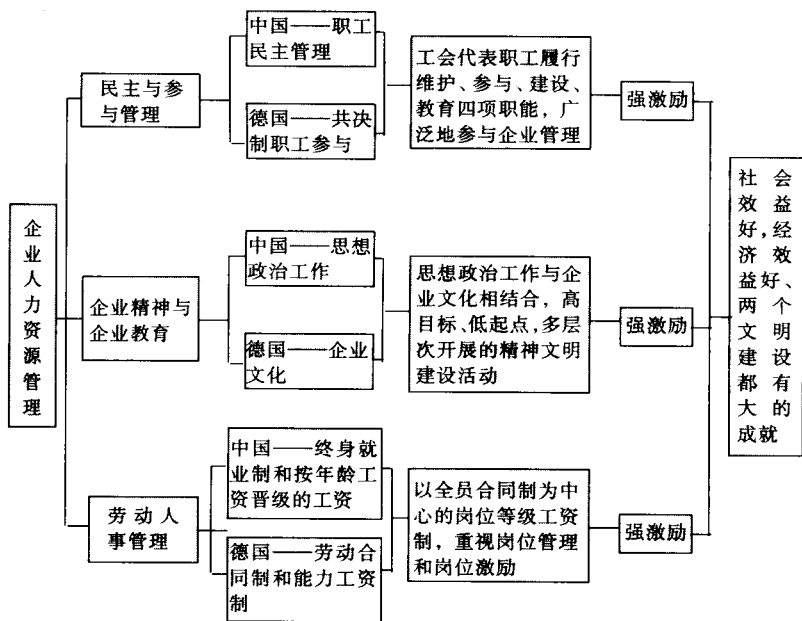 企
业
人
力
资
源
管
理
民主与参
与管理
中国——职工
民主管理
德国——共决
制职工参与
工会代表职工履行
维护、参与、建设、
教育四项职能，广
泛地参与企业管理
强激励
企业精神与
企业教育
中国——思想
政治工作
德国——企业
文化
思想政治工作与企
业文化相结合，高
目标、低起点，多层
次开展的精神文明
建设活动
强激励
劳动人
事管理
中国——终身就
业制和按年龄工
资晋级的工资
德国——劳动合
同制和能力工资
制
以全员合同制为中
心的岗位等级工资
制，重视岗位管理
和岗位激励
强激励
社会
效益
好，经
济效
益好、
两个
文明
建设
都有
大的
成就